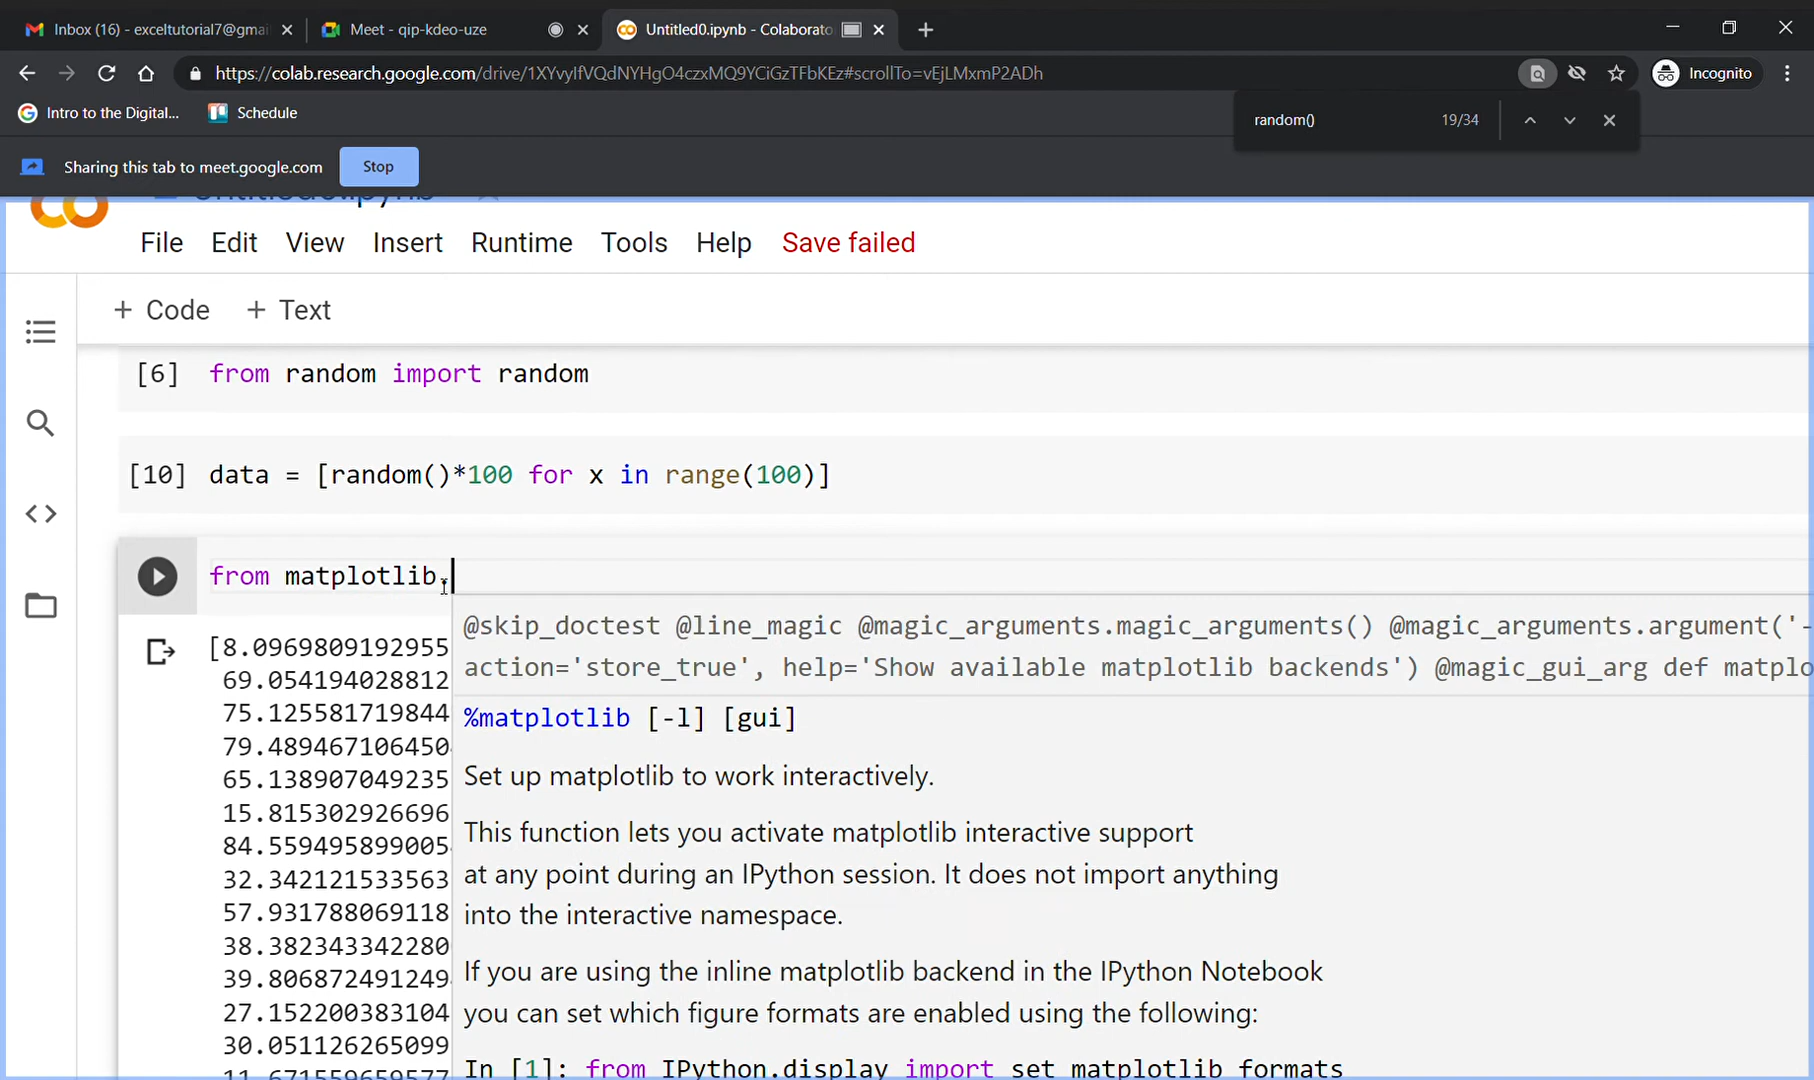 Inbox (16) - exceltutorial7@gma
Meet - qip-kdeo-uze
Untitled0.ipynb - Colaborato
https://colab.research.google.com/drive/1XYvyIfVQdNYHgO4czxMQ9YCiGzTFbKEz#scrollTo=vEjLMxmP2ADh
Incognito
Intro to the Digital...
Schedule
random()
19/34
Sharing this tab to meet.google.com
Stop
Untitled0.ipynb
File Edit View Insert Runtime Tools Help Save failed
+ Code + Text
[6] from random import random
[10] data = [random()*100 for x in range(100)]
from matplotlib.
@skip_doctest @line_magic @magic_arguments.magic_arguments() @magic_arguments.argument('-
action='store_true', help='Show available matplotlib backends') @magic_gui_arg def matplo
%matplotlib [-l] [gui]
Set up matplotlib to work interactively.
This function lets you activate matplotlib interactive support
at any point during an IPython session. It does not import anything
into the interactive namespace.
If you are using the inline matplotlib backend in the IPython Notebook
you can set which figure formats are enabled using the following:
In [1]: from IPython.display import set_matplotlib_formats
[8.0969809192955
69.054194028812
75.125581719844
79.489467106450
65.138907049235
15.815302926696
84.559495899005
32.342121533563
57.931788069118
38.382343342280
39.806872491249
27.152200383104
30.051126265099
11.671559659577